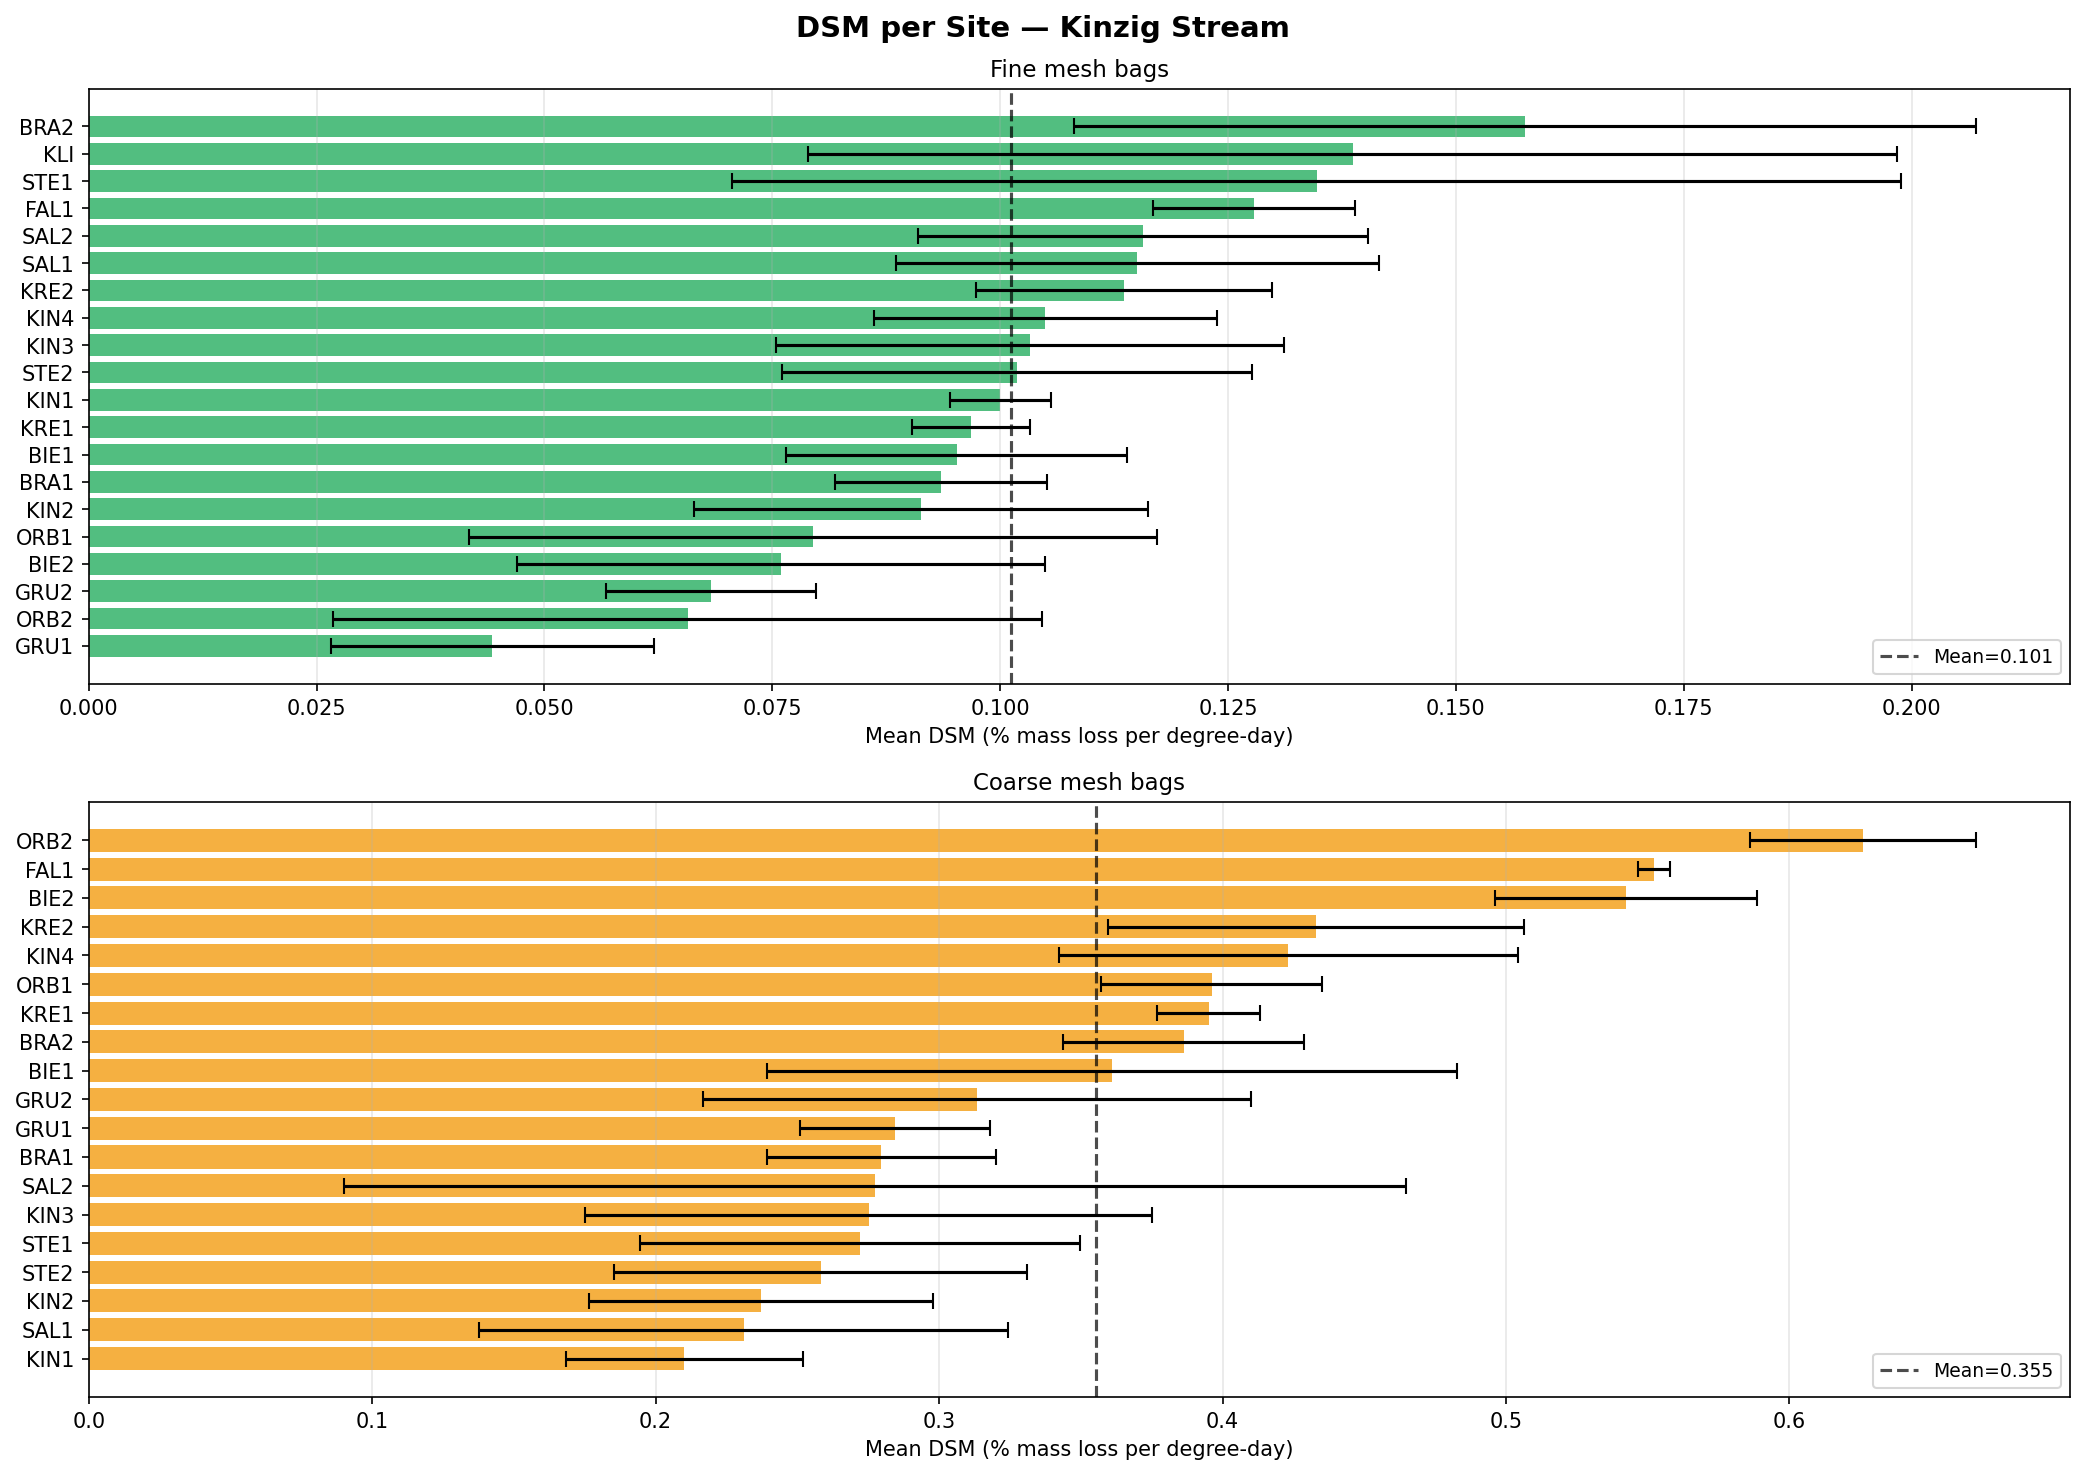 DSM per Site — Kinzig Stream
Fine mesh bags
BRA2
KLI
STE1
FAL1
SAL2
SAL1
KRE2
KIN4
KIN3
STE2
KIN1
KRE1
BIE1
BRA1
KIN2
ORB1
BIE2
GRU2
ORB2
GRU1
Mean=0.101
0.000 0.025 0.050 0.075 0.100 0.125 0.150 0.175 0.200
Mean DSM (% mass loss per degree-day)
Coarse mesh bags
ORB2
FAL1
BIE2
KRE2
KIN4
ORB1
KRE1
BRA2
BIE1
GRU2
GRU1
BRA1
SAL2
KIN3
STE1
STE2
KIN2
SAL1
KIN1
Mean=0.355
0.0 0.1 0.2 0.3 0.4 0.5 0.6
Mean DSM (% mass loss per degree-day)